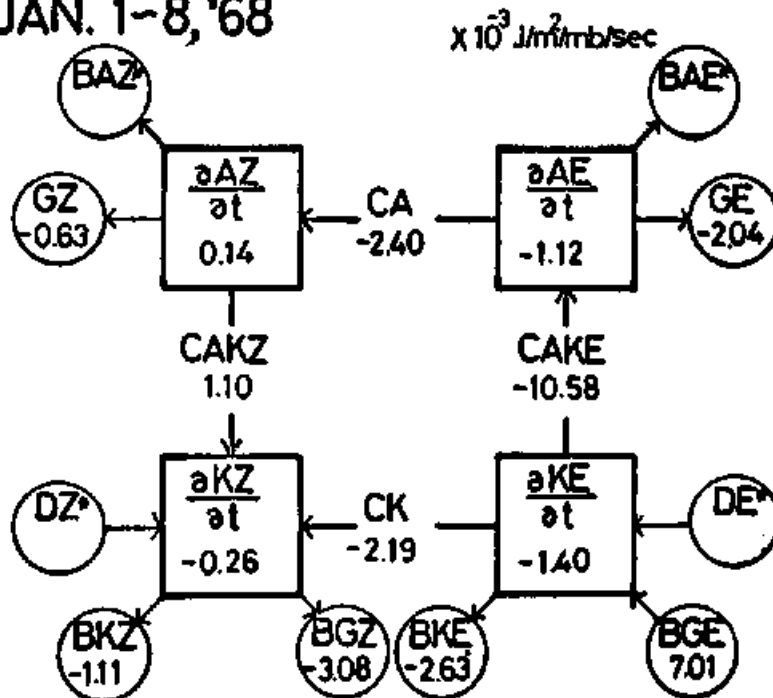 JAN. 1~8, '68
X 10⁻³ J/m²/mb/sec
BAZ*
BAE*
GZ
-0.63
∂AZ
∂t
0.14
CA
-2.40
∂AE
∂t
-1.12
GE
-2.04
CAKZ
1.10
CAKE
-10.58
DZ*
∂KZ
∂t
-0.26
CK
-2.19
∂KE
∂t
-1.40
DE*
BKZ
-1.11
BGZ
-3.08
BKE
-2.63
BGE
7.01